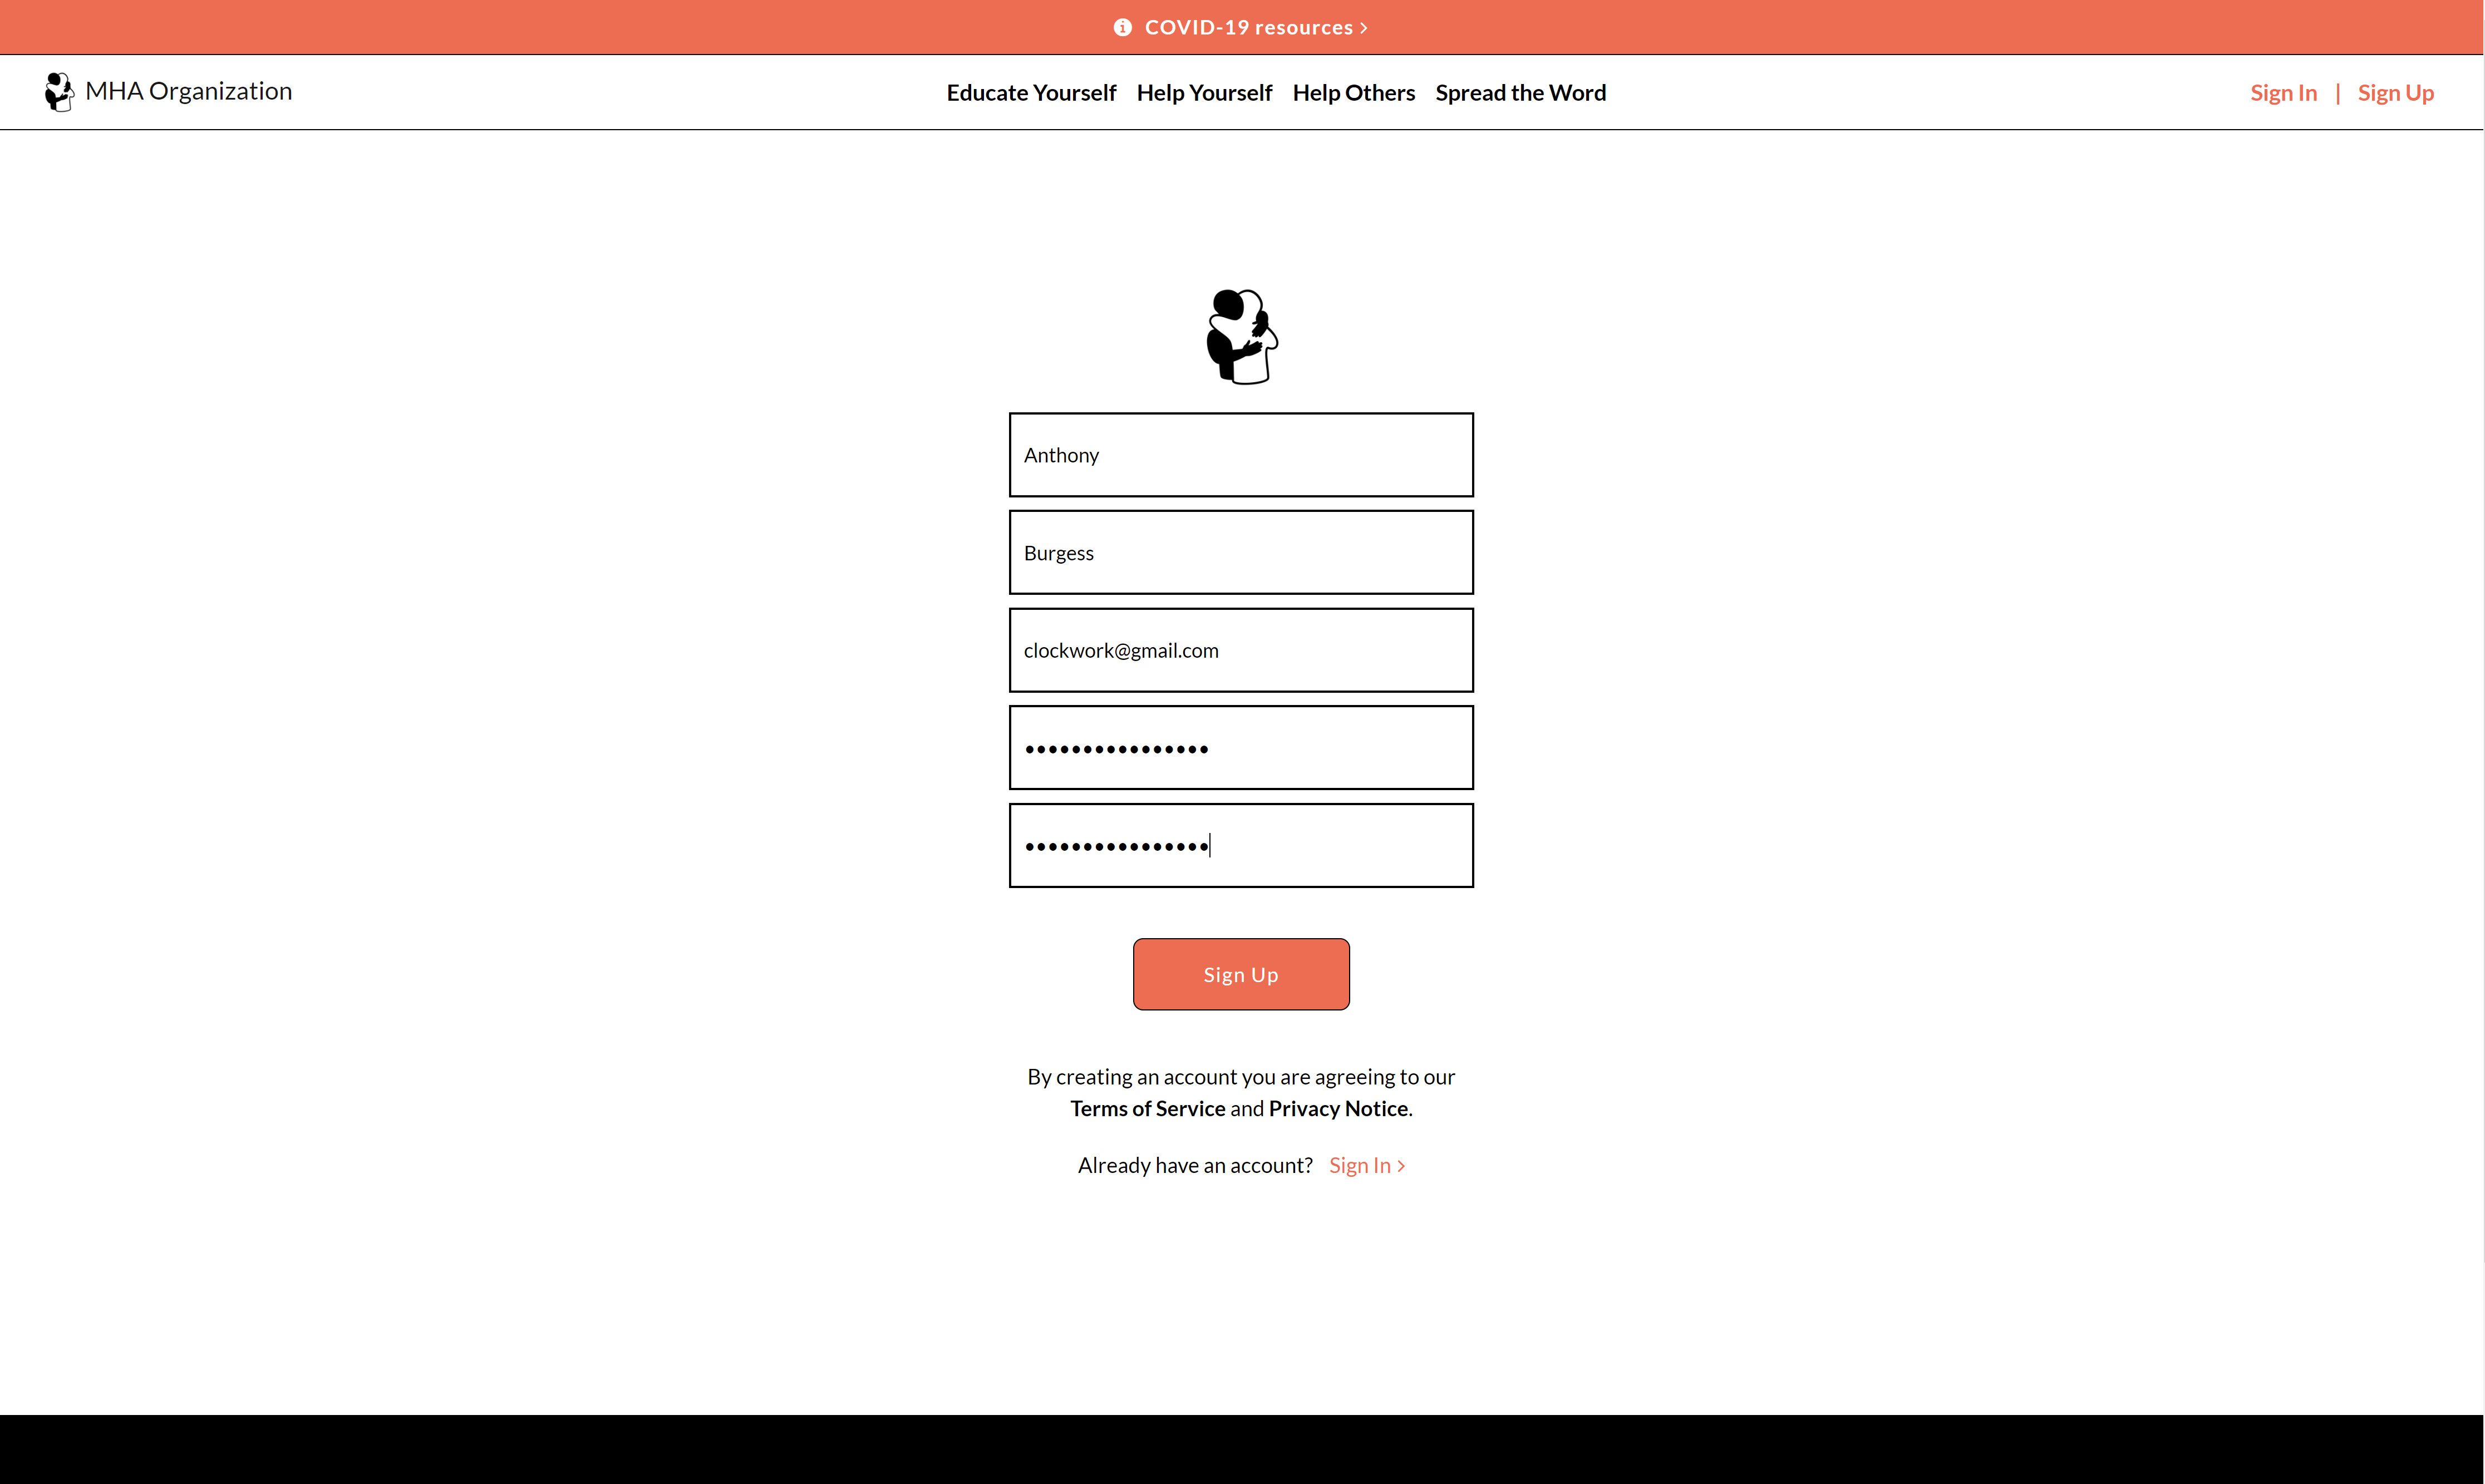 COVID-19 resources >
MHA Organization
Educate Yourself Help Yourself Help Others Spread the Word
Sign In | Sign Up
Anthony
Burgess
clockwork@gmail.com
••••••••••••••••
••••••••••••••••
Sign Up
By creating an account you are agreeing to our
Terms of Service and Privacy Notice.
Already have an account? Sign In >